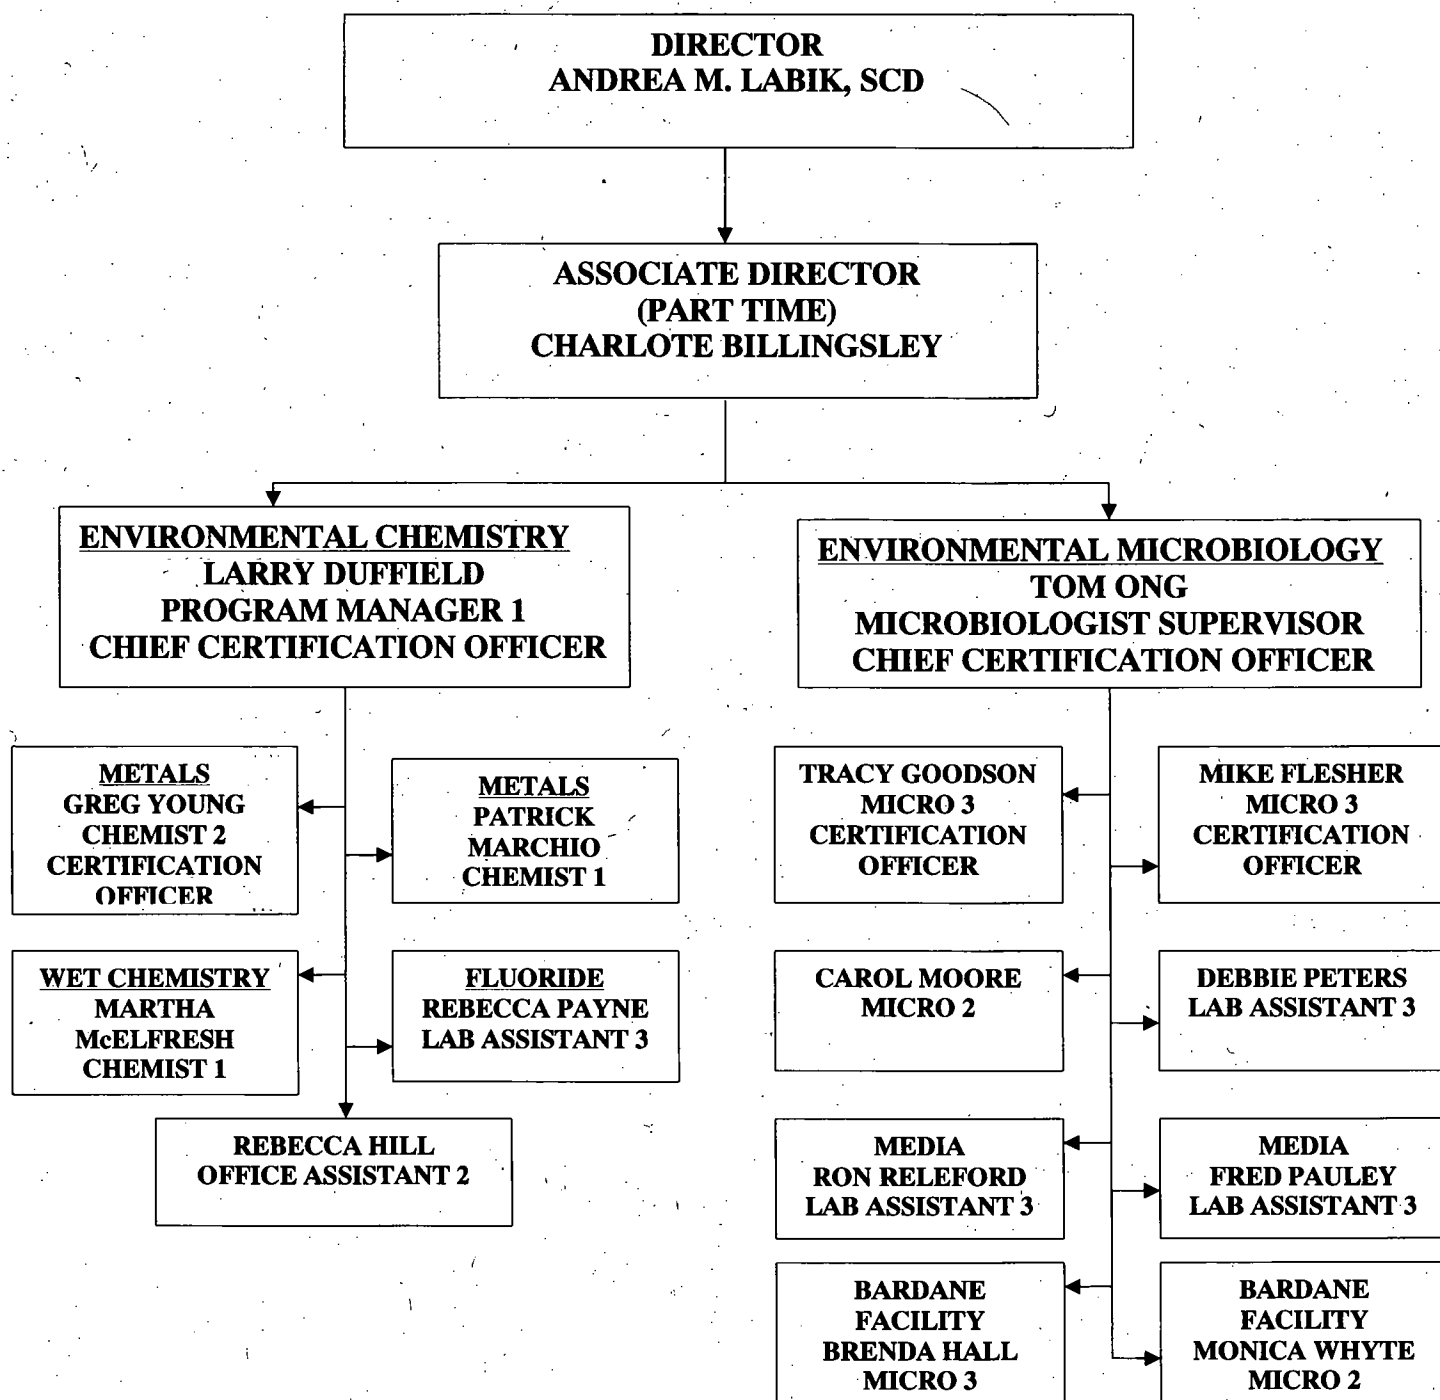 DIRECTOR
ANDREA M. LABIK, SCD
ASSOCIATE DIRECTOR
(PART TIME)
CHARLOTE BILLINGSLEY
ENVIRONMENTAL CHEMISTRY
LARRY DUFFIELD
PROGRAM MANAGER 1
CHIEF CERTIFICATION OFFICER
ENVIRONMENTAL MICROBIOLOGY
TOM ONG
MICROBIOLOGIST SUPERVISOR
CHIEF CERTIFICATION OFFICER
METALS
GREG YOUNG
CHEMIST 2
CERTIFICATION
OFFICER
METALS
PATRICK
MARCHIO
CHEMIST 1
TRACY GOODSON
MICRO 3
CERTIFICATION
OFFICER
MIKE FLESHER
MICRO 3
CERTIFICATION
OFFICER
WET CHEMISTRY
MARTHA
McELFRESH
CHEMIST 1
FLUORIDE
REBECCA PAYNE
LAB ASSISTANT 3
CAROL MOORE
MICRO 2
DEBBIE PETERS
LAB ASSISTANT 3
REBECCA HILL
OFFICE ASSISTANT 2
MEDIA
RON RELEFORD
LAB ASSISTANT 3
MEDIA
FRED PAULEY
LAB ASSISTANT 3
BARDANE
FACILITY
BRENDA HALL
MICRO 3
BARDANE
FACILITY
MONICA WHYTE
MICRO 2